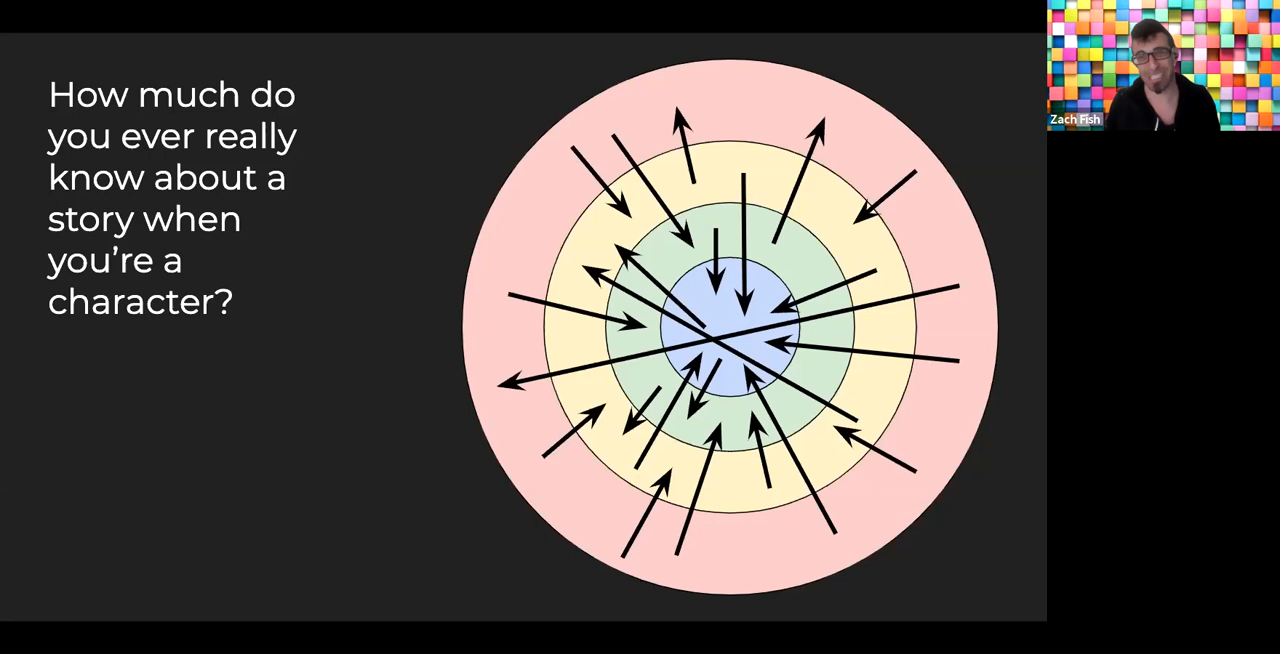 How much do
you ever really
know about a
story when
you’re a
character?
Zach Fish